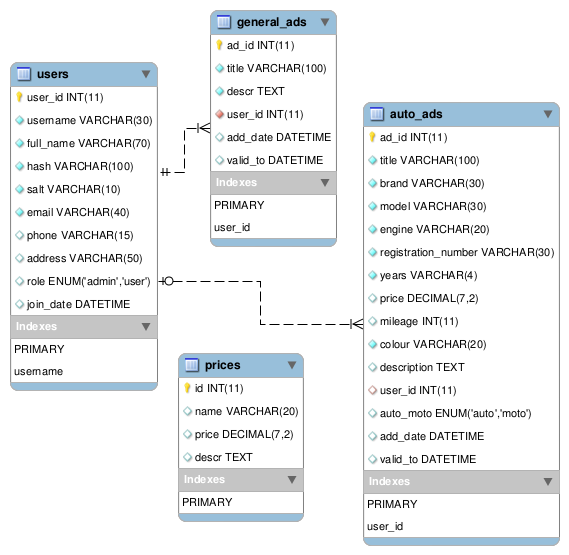 users
user_id INT(11)
username VARCHAR(30)
full_name VARCHAR(70)
hash VARCHAR(100)
salt VARCHAR(10)
email VARCHAR(40)
phone VARCHAR(15)
address VARCHAR(50)
role ENUM('admin','user')
join_date DATETIME
Indexes
PRIMARY
username
general_ads
ad_id INT(11)
title VARCHAR(100)
descr TEXT
user_id INT(11)
add_date DATETIME
valid_to DATETIME
Indexes
PRIMARY
user_id
prices
id INT(11)
name VARCHAR(20)
price DECIMAL(7,2)
descr TEXT
Indexes
PRIMARY
auto_ads
ad_id INT(11)
title VARCHAR(100)
brand VARCHAR(30)
model VARCHAR(30)
engine VARCHAR(20)
registration_number VARCHAR(30)
years VARCHAR(4)
price DECIMAL(7,2)
mileage INT(11)
colour VARCHAR(20)
description TEXT
user_id INT(11)
auto_moto ENUM('auto','moto')
add_date DATETIME
valid_to DATETIME
Indexes
PRIMARY
user_id